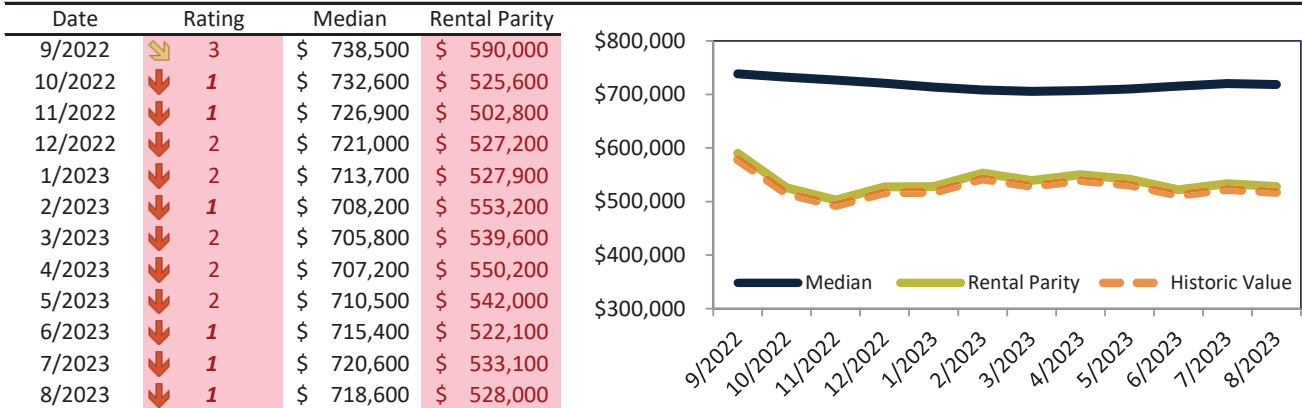 Date Rating Median Rental Parity
9/2022 3 $ 738,500 $ 590,000
10/2022 1 $ 732,600 $ 525,600
11/2022 1 $ 726,900 $ 502,800
12/2022 2 $ 721,000 $ 527,200
1/2023 2 $ 713,700 $ 527,900
2/2023 1 $ 708,200 $ 553,200
3/2023 2 $ 705,800 $ 539,600
4/2023 2 $ 707,200 $ 550,200
5/2023 2 $ 710,500 $ 542,000
6/2023 1 $ 715,400 $ 522,100
7/2023 1 $ 720,600 $ 533,100
8/2023 1 $ 718,600 $ 528,000
$800,000
$700,000
$600,000
$500,000
$400,000
$300,000
Median Rental Parity Historic Value
9/2022 10/2022 11/2022 12/2022 1/2023 2/2023 3/2023 4/2023 5/2023 6/2023 7/2023 8/2023